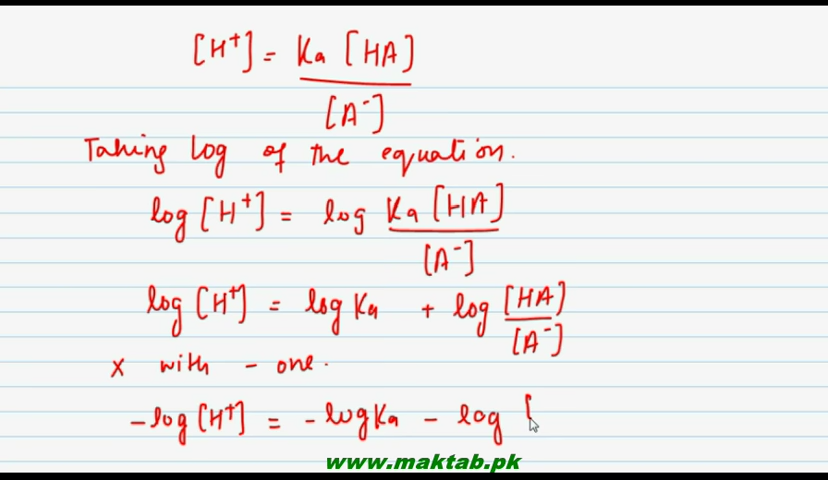 [H⁺] = Ka [HA]
[A⁻]
Taking Log of the equation.
log [H⁺] = log Ka [HA]
[A⁻]
log [H⁺] = log Ka + log [HA]
[A⁻]
x with - one.
-log [H⁺] = - log Ka - log [
www.maktab.pk